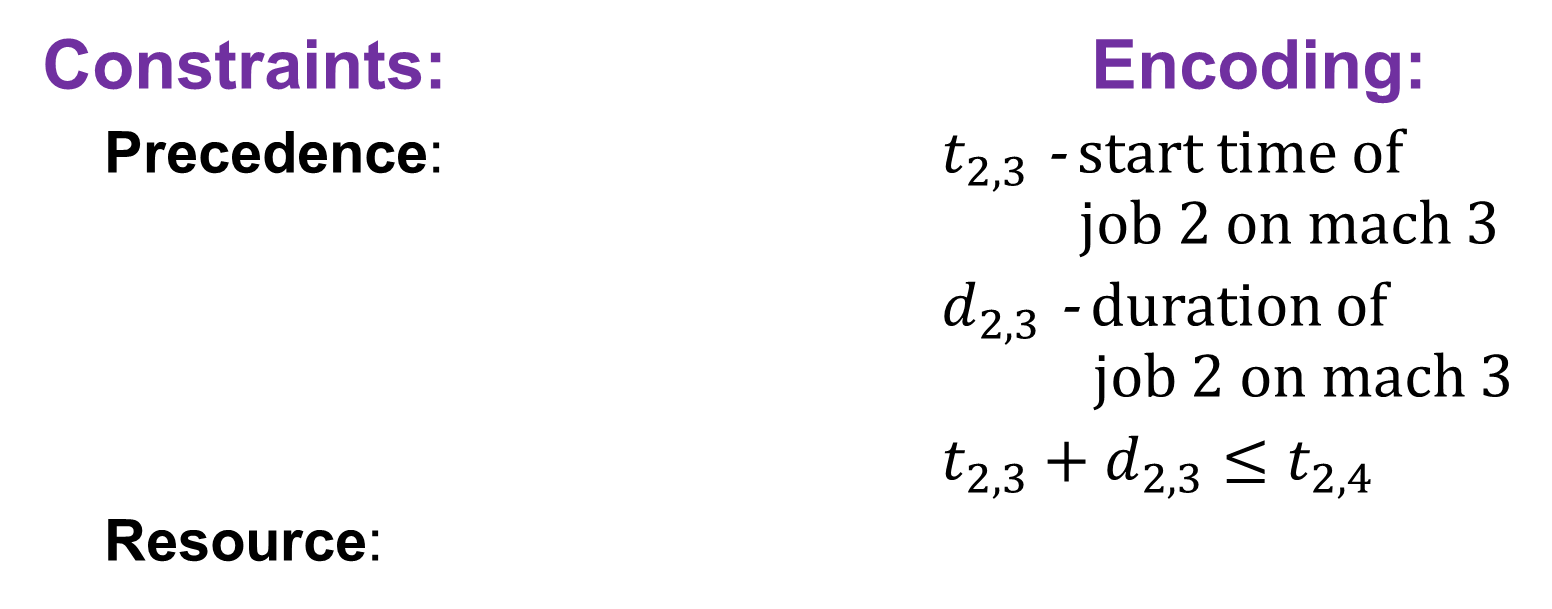 Constraints:
Encoding:
Precedence:
t₂,₃ - start time of
job 2 on mach 3
d₂,₃ - duration of
job 2 on mach 3
t₂,₃ + d₂,₃ ≤ t₂,₄
Resource: